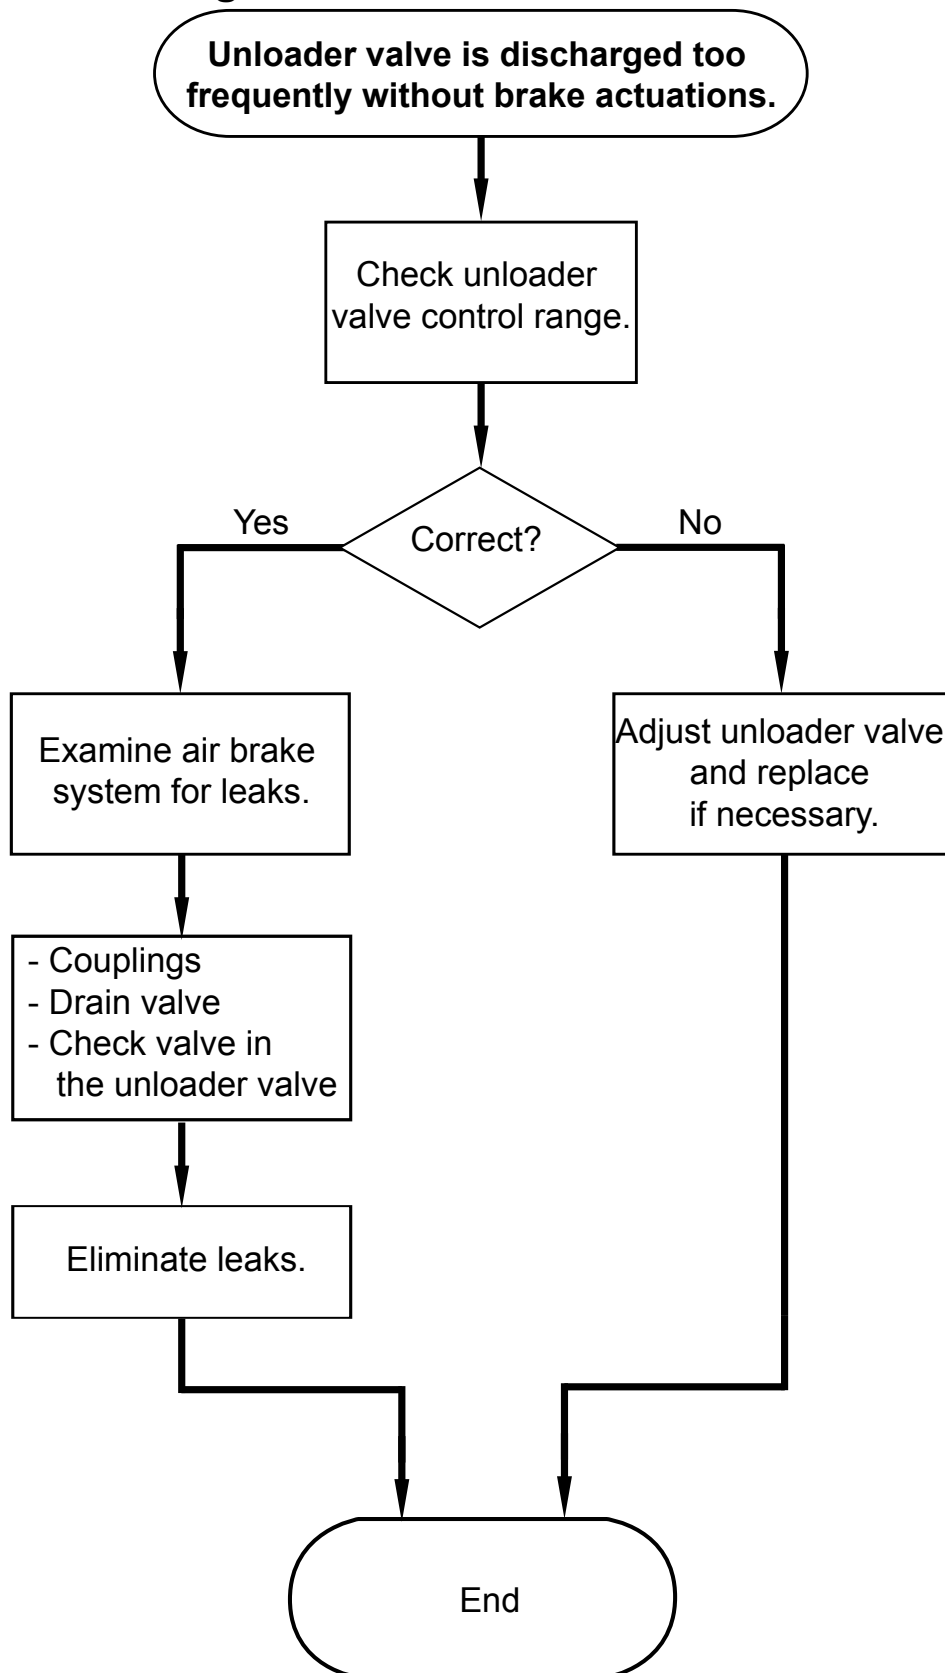 Unloader valve is discharged too
frequently without brake actuations.
Check unloader
valve control range.
Correct?
Yes
No
Examine air brake
system for leaks.
Adjust unloader valve
and replace
if necessary.
- Couplings
- Drain valve
- Check valve in
the unloader valve
Eliminate leaks.
End